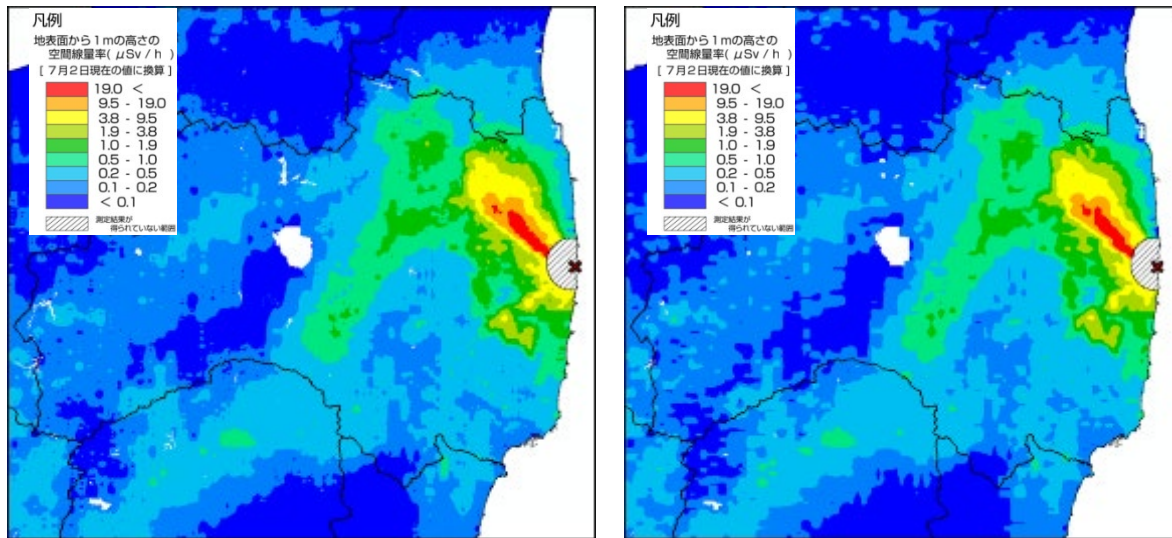 凡例
地表面から1mの高さの
空間線量率( μSv / h )
[ 7月2日現在の値に換算 ]
19.0 <
9.5 - 19.0
3.8 - 9.5
1.9 - 3.8
1.0 - 1.9
0.5 - 1.0
0.2 - 0.5
0.1 - 0.2
< 0.1
測定結果が
得られていない範囲
凡例
地表面から1mの高さの
空間線量率( μSv / h )
[ 7月2日現在の値に換算 ]
19.0 <
9.5 - 19.0
3.8 - 9.5
1.9 - 3.8
1.0 - 1.9
0.5 - 1.0
0.2 - 0.5
0.1 - 0.2
< 0.1
測定結果が
得られていない範囲